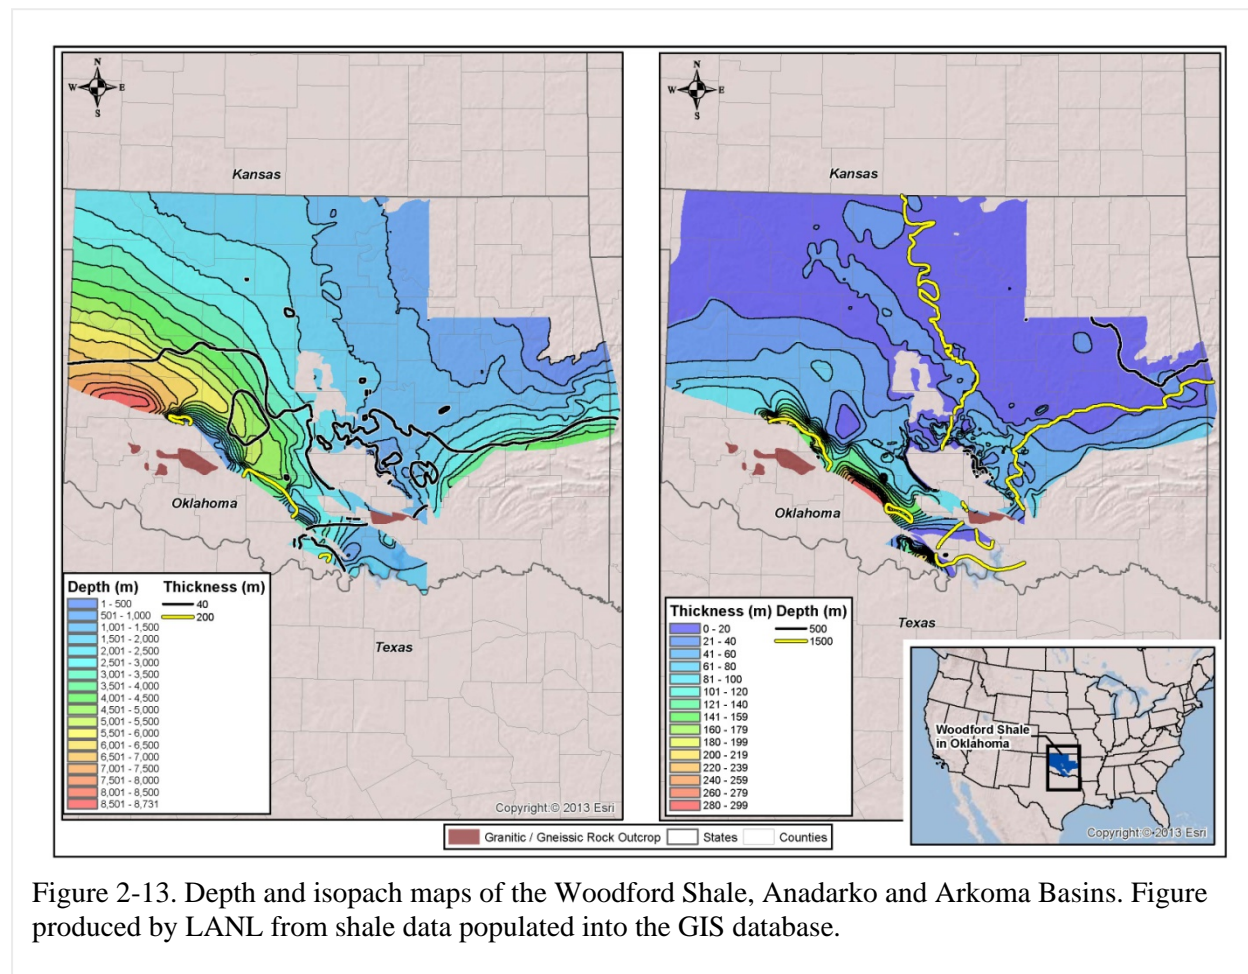 N
W E
S
Kansas
Oklahoma
Texas
Depth (m) Thickness (m)
1 - 500
501 - 1,000
1,001 - 1,500
1,501 - 2,000
2,001 - 2,500
2,501 - 3,000
3,001 - 3,500
3,501 - 4,000
4,001 - 4,500
4,501 - 5,000
5,001 - 5,500
5,501 - 6,000
6,001 - 6,500
6,501 - 7,000
7,001 - 7,500
7,501 - 8,000
8,001 - 8,500
8,501 - 8,731
40
200
Copyright:© 2013 Esri
N
W E
S
Kansas
Oklahoma
Texas
Thickness (m) Depth (m)
0 - 20
21 - 40
41 - 60
61 - 80
81 - 100
101 - 120
121 - 140
141 - 159
160 - 179
180 - 199
200 - 219
220 - 239
240 - 259
260 - 279
280 - 299
500
1500
Woodford Shale
in Oklahoma
Copyright:© 2013 Esri
Granitic / Gneissic Rock Outcrop States Counties
Figure 2-13. Depth and isopach maps of the Woodford Shale, Anadarko and Arkoma Basins. Figure
produced by LANL from shale data populated into the GIS database.